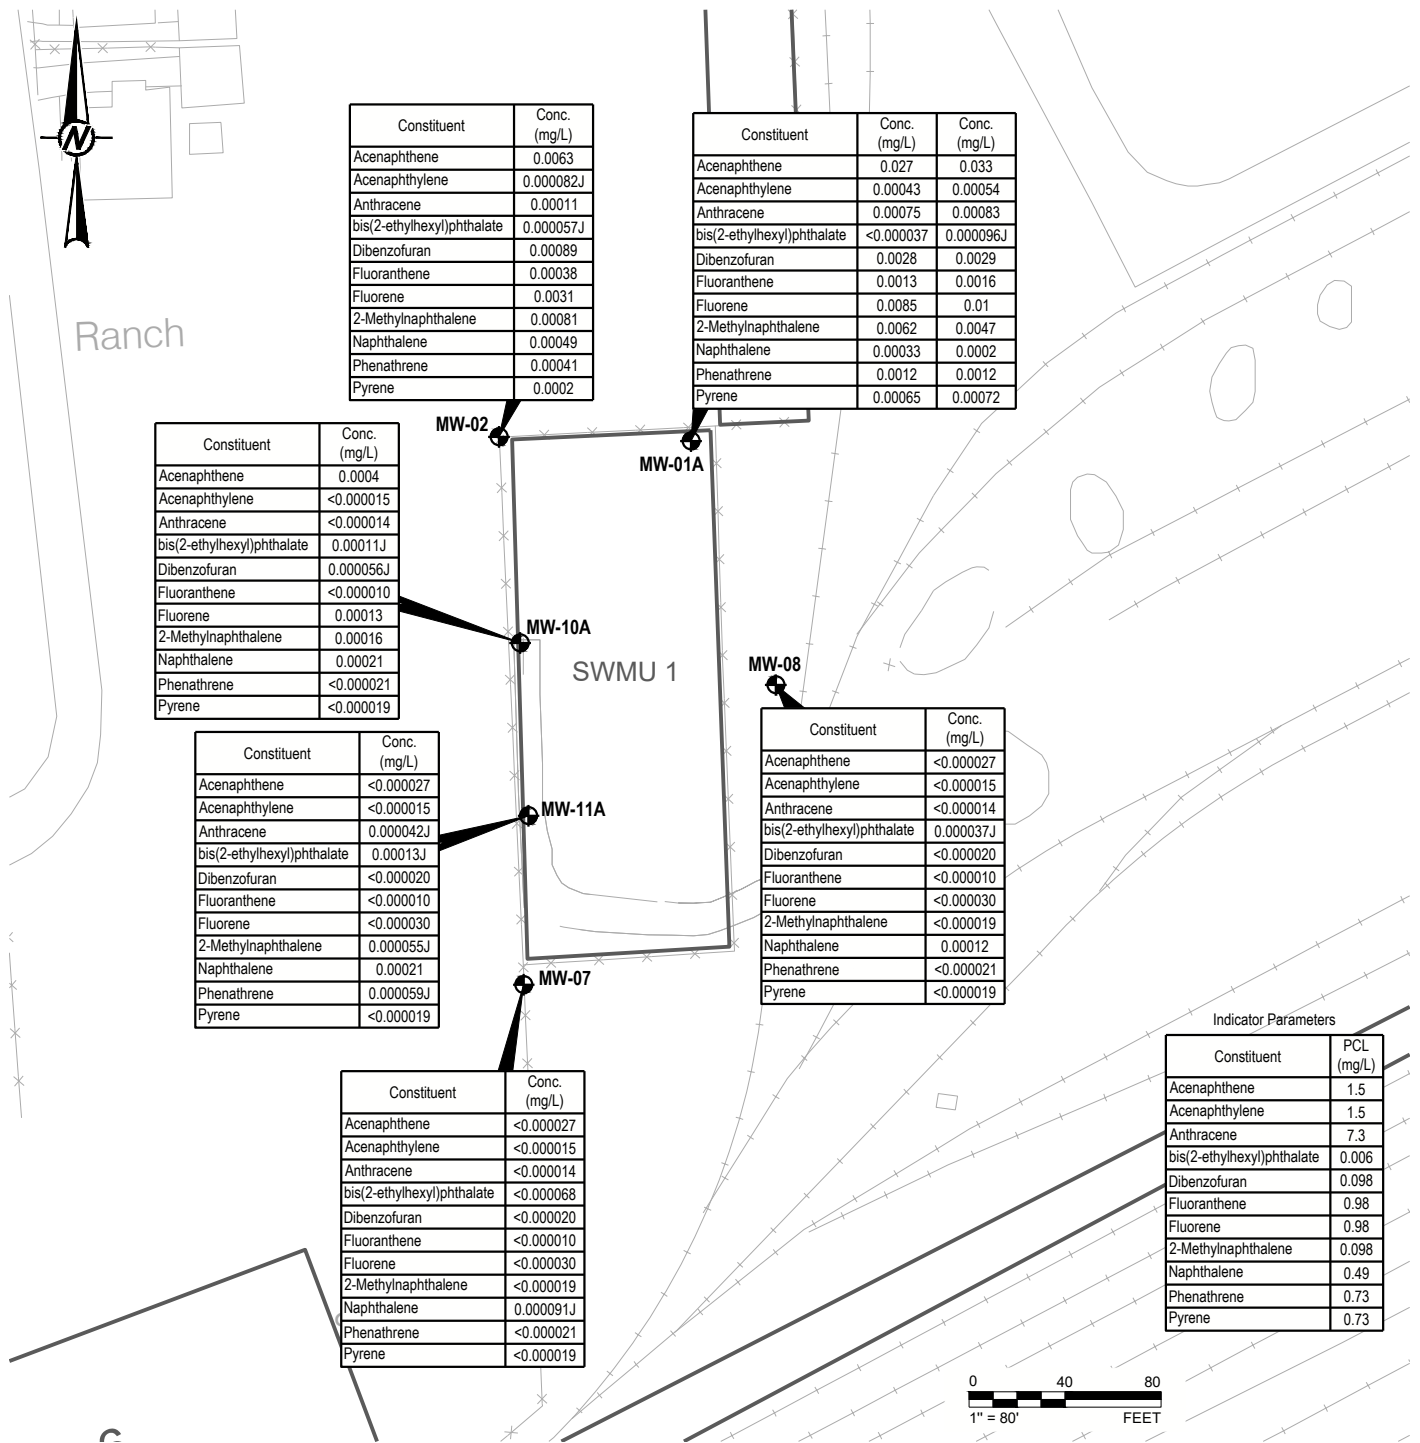 N
Ranch
Constituent Conc. (mg/L)
Acenaphthene 0.0063
Acenaphthylene 0.000082J
Anthracene 0.00011
bis(2-ethylhexyl)phthalate 0.000057J
Dibenzofuran 0.00089
Fluoranthene 0.00038
Fluorene 0.0031
2-Methylnaphthalene 0.00081
Naphthalene 0.00049
Phenathrene 0.00041
Pyrene 0.0002
MW-02
Constituent Conc. (mg/L) Conc. (mg/L)
Acenaphthene 0.027 0.033
Acenaphthylene 0.00043 0.00054
Anthracene 0.00075 0.00083
bis(2-ethylhexyl)phthalate <0.000037 0.000096J
Dibenzofuran 0.0028 0.0029
Fluoranthene 0.0013 0.0016
Fluorene 0.0085 0.01
2-Methylnaphthalene 0.0062 0.0047
Naphthalene 0.00033 0.0002
Phenathrene 0.0012 0.0012
Pyrene 0.00065 0.00072
MW-01A
Constituent Conc. (mg/L)
Acenaphthene 0.0004
Acenaphthylene <0.000015
Anthracene <0.000014
bis(2-ethylhexyl)phthalate 0.00011J
Dibenzofuran 0.000056J
Fluoranthene <0.000010
Fluorene 0.00013
2-Methylnaphthalene 0.00016
Naphthalene 0.00021
Phenathrene <0.000021
Pyrene <0.000019
MW-10A
SWMU 1
MW-08
Constituent Conc. (mg/L)
Acenaphthene <0.000027
Acenaphthylene <0.000015
Anthracene <0.000014
bis(2-ethylhexyl)phthalate 0.000037J
Dibenzofuran <0.000020
Fluoranthene <0.000010
Fluorene <0.000030
2-Methylnaphthalene <0.000019
Naphthalene 0.00012
Phenathrene <0.000021
Pyrene <0.000019
Constituent Conc. (mg/L)
Acenaphthene <0.000027
Acenaphthylene <0.000015
Anthracene 0.000042J
bis(2-ethylhexyl)phthalate 0.00013J
Dibenzofuran <0.000020
Fluoranthene <0.000010
Fluorene <0.000030
2-Methylnaphthalene 0.000055J
Naphthalene 0.00021
Phenathrene 0.000059J
Pyrene <0.000019
MW-11A
MW-07
Constituent Conc. (mg/L)
Acenaphthene <0.000027
Acenaphthylene <0.000015
Anthracene <0.000014
bis(2-ethylhexyl)phthalate <0.000068
Dibenzofuran <0.000020
Fluoranthene <0.000010
Fluorene <0.000030
2-Methylnaphthalene <0.000019
Naphthalene 0.000091J
Phenathrene <0.000021
Pyrene <0.000019
Indicator Parameters
Constituent PCL (mg/L)
Acenaphthene 1.5
Acenaphthylene 1.5
Anthracene 7.3
bis(2-ethylhexyl)phthalate 0.006
Dibenzofuran 0.098
Fluoranthene 0.98
Fluorene 0.98
2-Methylnaphthalene 0.098
Naphthalene 0.49
Phenathrene 0.73
Pyrene 0.73
0 40 80
1" = 80' FEET